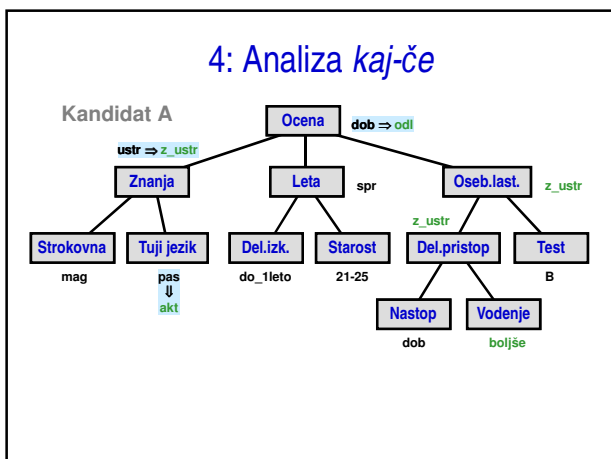 4: Analiza kaj-če
Kandidat A
Ocena
dob ⇒ odl
ustr ⇒ z_ustr
Znanja
Leta
spr
Oseb.last.
z_ustr
z_ustr
Strokovna
Tuji jezik
Del.izk.
Starost
Del.pristop
Test
mag
pas
⇓
akt
do_1leto
21-25
B
Nastop
Vodenje
dob
boljše